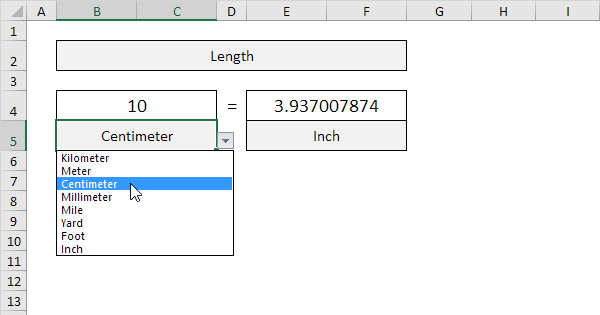 A B C D E F G H I
1
2 Length
3
4 10 = 3.937007874
5 Centimeter Inch
6 Kilometer
7 Meter
Centimeter
8 Millimeter
9 Mile
Yard
10 Foot
11 Inch
12
13